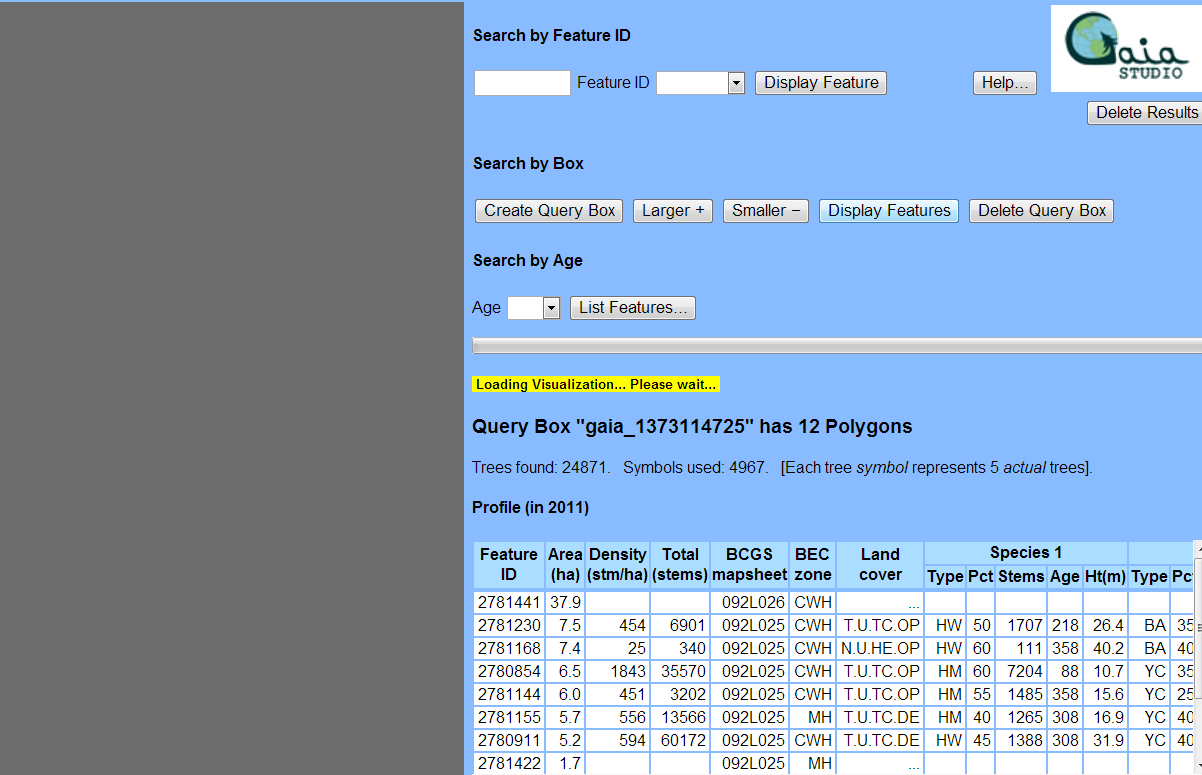 Search by Feature ID
Gaia
STUDIO
Feature ID Display Feature Help...
Delete Results
Search by Box
Create Query Box Larger + Smaller − Display Features Delete Query Box
Search by Age
Age List Features...
Loading Visualization... Please wait...
Query Box "gaia_1373114725" has 12 Polygons
Trees found: 24871. Symbols used: 4967. [Each tree symbol represents 5 actual trees].
Profile (in 2011)
Feature ID Area (ha) Density (stm/ha) Total (stems) BCGS mapsheet BEC zone Land cover Species 1
Type Pct Stems Age Ht(m) Type Pc
2781441 37.9 092L026 CWH ...
2781230 7.5 454 6901 092L025 CWH T.U.TC.OP HW 50 1707 218 26.4 BA 35
2781168 7.4 25 340 092L025 CWH N.U.HE.OP HW 60 111 358 40.2 BA 40
2780854 6.5 1843 35570 092L025 CWH T.U.TC.OP HM 60 7204 88 10.7 YC 35
2781144 6.0 451 3202 092L025 CWH T.U.TC.OP HM 55 1485 358 15.6 YC 25
2781155 5.7 556 13566 092L025 MH T.U.TC.DE HM 40 1265 308 16.9 YC 40
2780911 5.2 594 60172 092L025 CWH T.U.TC.DE HW 45 1388 308 31.9 YC 40
2781422 1.7 092L025 MH ...